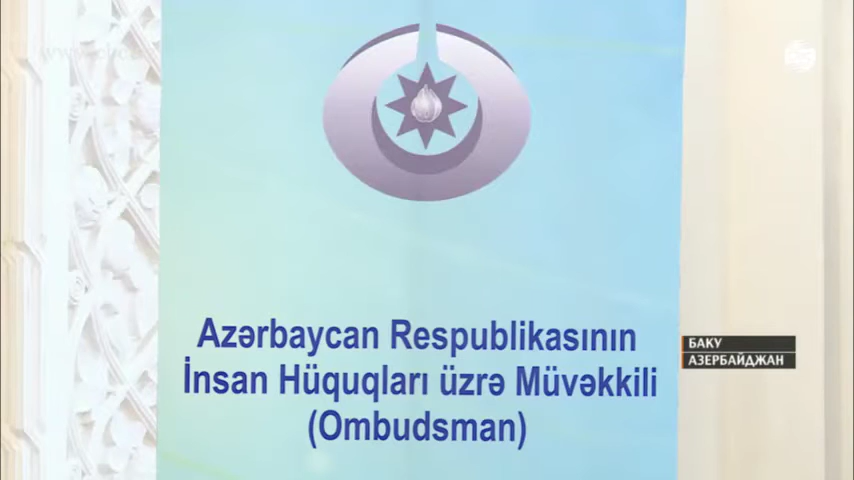 Azərbaycan Respublikasının
İnsan Hüquqları üzrə Müvəkkili
(Ombudsman)
БАКУ
АЗЕРБАЙДЖАН